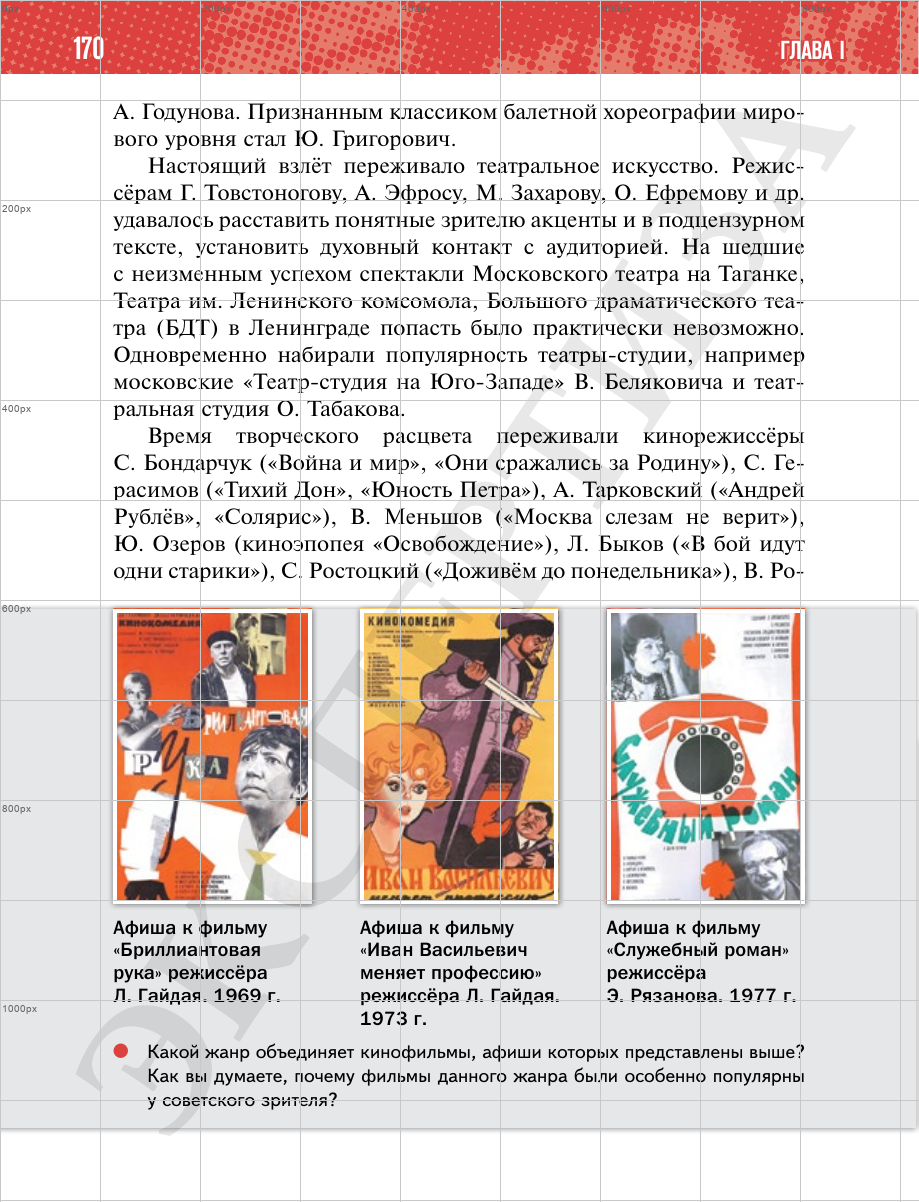 170
ГЛАВА I
А. Годунова. Признанным классиком балетной хореографии миро-
вого уровня стал Ю. Григорович.
Настоящий взлёт переживало театральное искусство. Режис-
сёрам Г. Товстоногову, А. Эфросу, М. Захарову, О. Ефремову и др.
удавалось расставить понятные зрителю акценты и в подцензурном
тексте, установить духовный контакт с аудиторией. На шедшие
с неизменным успехом спектакли Московского театра на Таганке,
Театра им. Ленинского комсомола, Большого драматического теа-
тра (БДТ) в Ленинграде попасть было практически невозможно.
Одновременно набирали популярность театры-студии, например
московские «Театр-студия на Юго-Западе» В. Беляковича и теат-
ральная студия О. Табакова.
Время творческого расцвета переживали кинорежиссёры
С. Бондарчук («Война и мир», «Они сражались за Родину»), С. Ге-
расимов («Тихий Дон», «Юность Петра»), А. Тарковский («Андрей
Рублёв», «Солярис»), В. Меньшов («Москва слезам не верит»),
Ю. Озеров (киноэпопея «Освобождение»), Л. Быков («В бой идут
одни старики»), С. Ростоцкий («Доживём до понедельника»), В. Ро-
600px
КИНОКОМЕДИЯ
БРИЛЛИАНТОВАЯ
РУКА
КИНОКОМЕДИЯ
ИВАН ВАСИЛЬЕВИЧ
МЕНЯЕТ ПРОФЕССИЮ
Служебный роман
Афиша к фильму
«Бриллиантовая
рука» режиссёра
Л. Гайдая. 1969 г.
Афиша к фильму
«Иван Васильевич
меняет профессию»
режиссёра Л. Гайдая.
1973 г.
Афиша к фильму
«Служебный роман»
режиссёра
Э. Рязанова. 1977 г.
Какой жанр объединяет кинофильмы, афиши которых представлены выше?
Как вы думаете, почему фильмы данного жанра были особенно популярны
у советского зрителя?
200px
400px
800px
1000px
ЭКСПЕРТИЗА